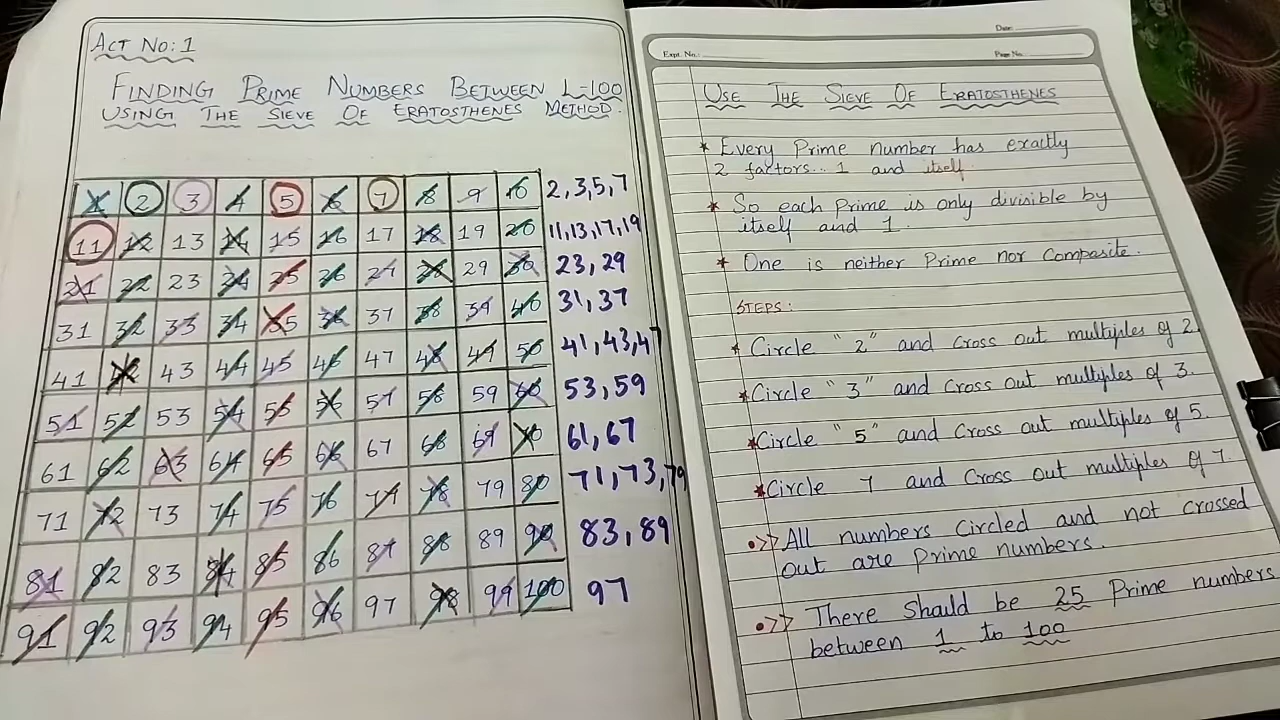 ACT NO: 1
FINDING PRIME NUMBERS BETWEEN 1-100
USING THE SIEVE OF ERATOSTHENES METHOD.
1 2 3 4 5 6 7 8 9 10 2, 3, 5, 7
11 12 13 14 15 16 17 18 19 20 11, 13, 17, 19
21 22 23 24 25 26 27 28 29 30 23, 29
31 32 33 34 35 36 37 38 39 40 31, 37
41 42 43 44 45 46 47 48 49 50 41, 43, 47
51 52 53 54 55 56 57 58 59 60 53, 59
61 62 63 64 65 66 67 68 69 70 61, 67
71 72 73 74 75 76 77 78 79 80 71, 73, 79
81 82 83 84 85 86 87 88 89 90 83, 89
91 92 93 94 95 96 97 98 99 100 97
Date:
Expt. No.: Page No.
USE THE SIEVE OF ERATOSTHENES
* Every Prime number has exactly
2 factors.. 1 and itself.
* So each Prime is only divisible by
itself and 1.
* One is neither Prime nor Composite.
STEPS:
* Circle "2" and Cross out multiples of 2.
* Circle "3" and Cross out multiples of 3.
* Circle "5" and Cross out multiples of 5.
* Circle 7 and Cross out multiples of 7.
•>> All numbers Circled and not crossed
out are Prime numbers.
•>> There should be 25 Prime numbers
between 1 to 100